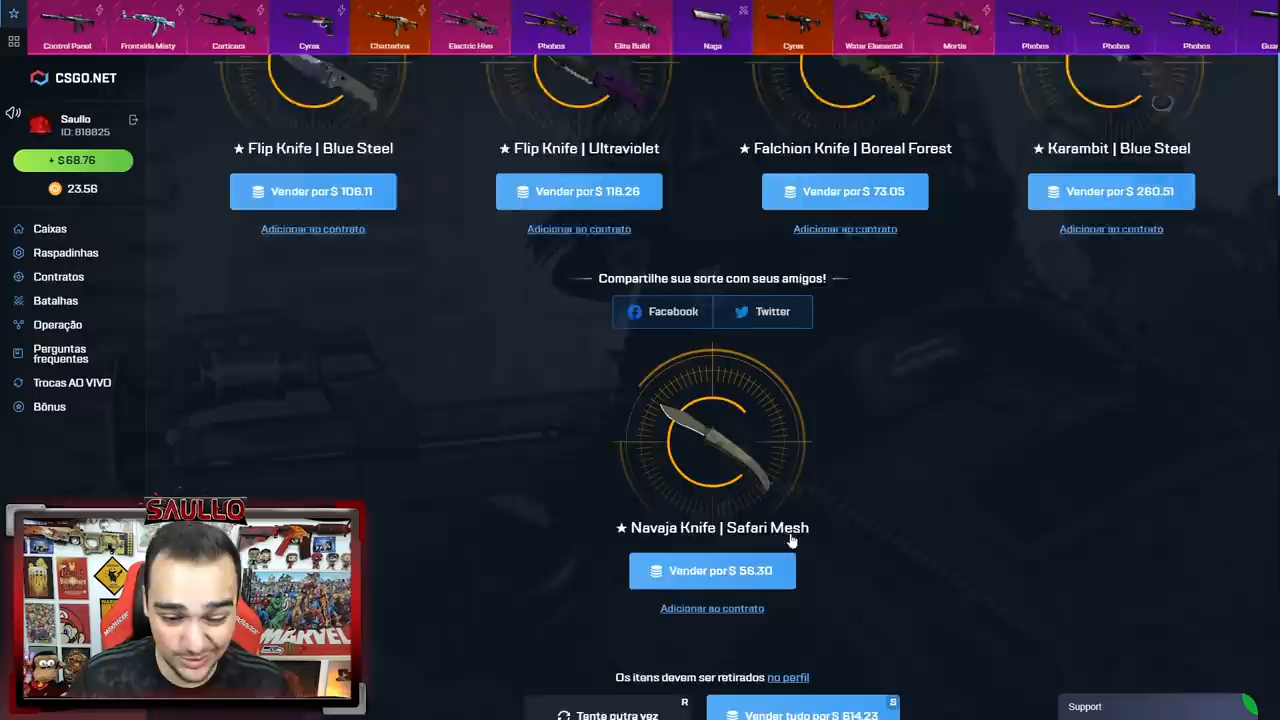 Control Panel
Frontside Misty
Corticera
Cyrex
Chatterbox
Electric Hive
Phobos
Elite Build
Naga
Cyrex
Water Elemental
Mortis
Phobos
Phobos
Phobos
CSGO.NET
Saullo
ID: 818825
+ $68.76
23.56
Caixas
Raspadinhas
Contratos
Batalhas
Operação
Perguntas
frequentes
Trocas AO VIVO
Bônus
★ Flip Knife | Blue Steel
★ Flip Knife | Ultraviolet
★ Falchion Knife | Boreal Forest
★ Karambit | Blue Steel
Vender por $ 106.11
Vender por $ 118.26
Vender por $ 73.05
Vender por $ 260.51
Adicionar ao contrato
Adicionar ao contrato
Adicionar ao contrato
Adicionar ao contrato
Compartilhe sua sorte com seus amigos!
Facebook
Twitter
★ Navaja Knife | Safari Mesh
Vender por $ 56.30
Adicionar ao contrato
Os itens devem ser retirados no perfil
Tente outra vez
R
Vender tudo por $ 614.23
S
Support
SAULLO
MARVEL